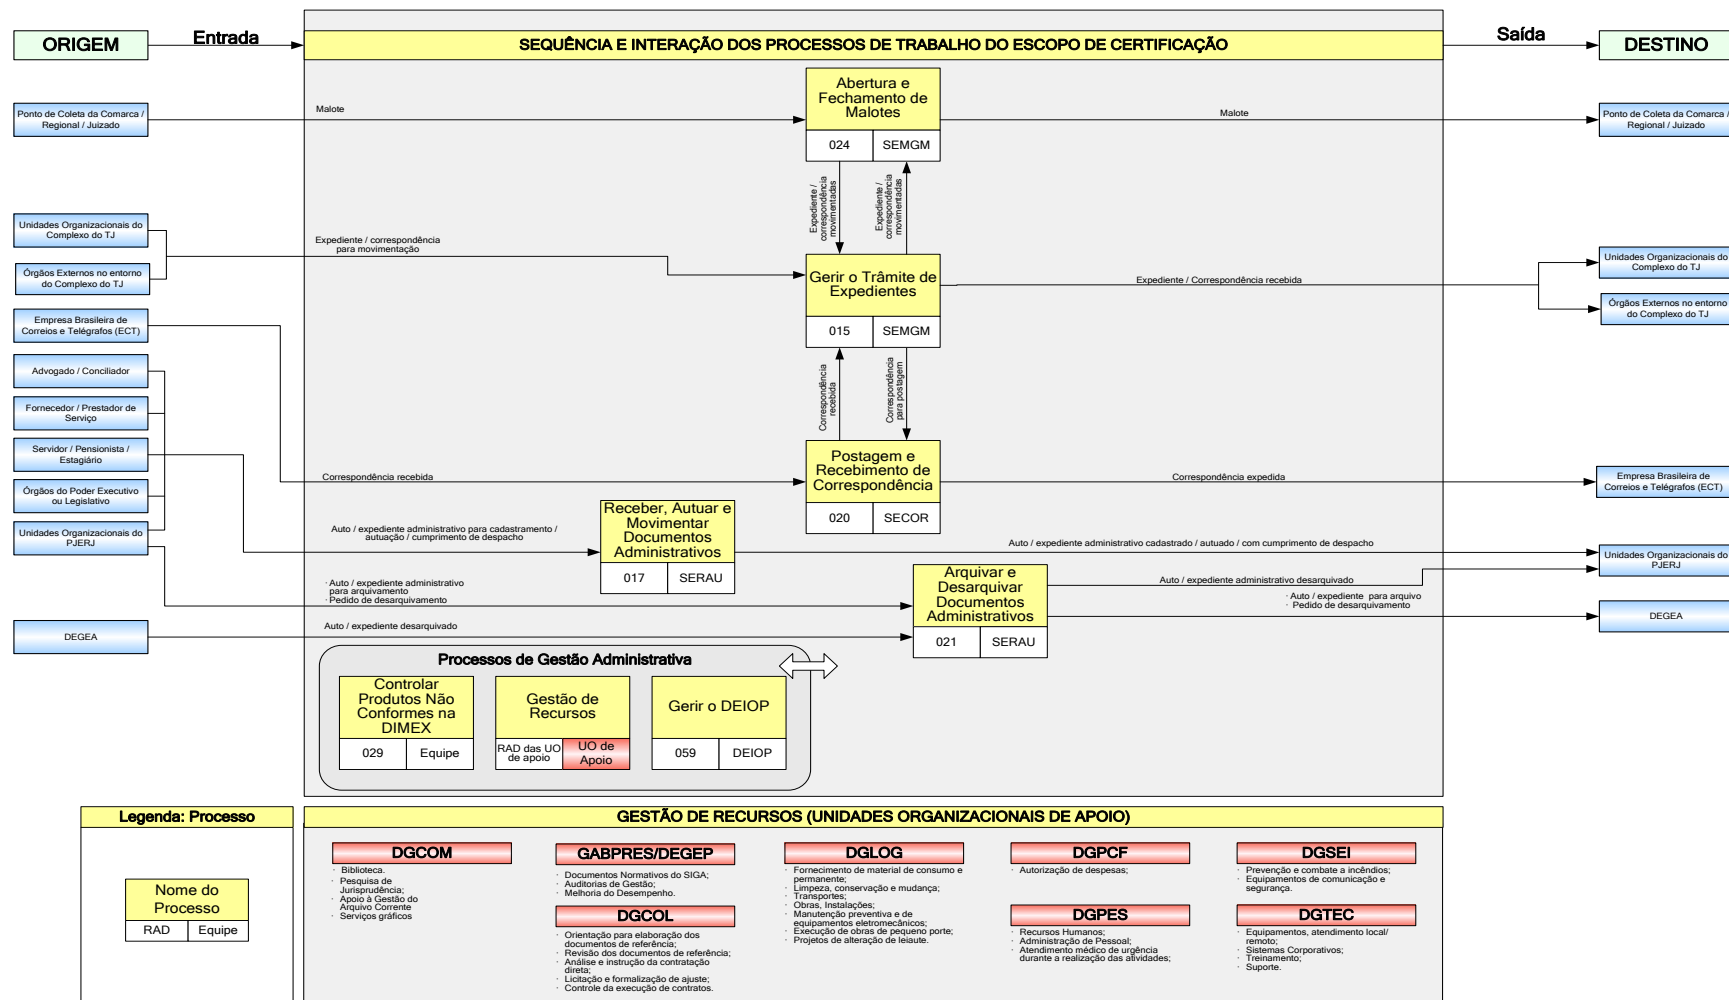 ORIGEM
Entrada
SEQUÊNCIA E INTERAÇÃO DOS PROCESSOS DE TRABALHO DO ESCOPO DE CERTIFICAÇÃO
Saída
DESTINO
Ponto de Coleta da Comarca /
Regional / Juizado
Malote
Abertura e
Fechamento de
Malotes
024
SEMGM
Malote
Ponto de Coleta da Comarca /
Regional / Juizado
Expediente /
correspondência
movimentadas
Expediente /
correspondência
movimentadas
Unidades Organizacionais do
Complexo do TJ
Órgãos Externos no entorno
do Complexo do TJ
Expediente / correspondência
para movimentação
Gerir o Trâmite de
Expedientes
015
SEMGM
Expediente / Correspondência recebida
Unidades Organizacionais do
Complexo do TJ
Órgãos Externos no entorno
do Complexo do TJ
Empresa Brasileira de
Correios e Telégrafos (ECT)
Advogado / Conciliador
Fornecedor / Prestador de
Serviço
Servidor / Pensionista /
Estagiário
Órgãos do Poder Executivo
ou Legislativo
Unidades Organizacionais do
PJERJ
DEGEA
Correspondência
recebida
Correspondência
para postagem
Correspondência recebida
Postagem e
Recebimento de
Correspondência
020
SECOR
Correspondência expedida
Empresa Brasileira de
Correios e Telégrafos (ECT)
Auto / expediente administrativo para cadastramento /
autuação / cumprimento de despacho
Receber, Autuar e
Movimentar
Documentos
Administrativos
017
SERAU
Auto / expediente administrativo cadastrado / autuado / com cumprimento de despacho
Unidades Organizacionais do
PJERJ
· Auto / expediente administrativo
para arquivamento
· Pedido de desarquivamento
Auto / expediente desarquivado
Arquivar e
Desarquivar
Documentos
Administrativos
021
SERAU
Auto / expediente administrativo desarquivado
· Auto / expediente para arquivo
· Pedido de desarquivamento
DEGEA
Processos de Gestão Administrativa
Controlar
Produtos Não
Conformes na
DIMEX
029
Equipe
Gestão de
Recursos
RAD das UO
de apoio
UO de
Apoio
Gerir o DEIOP
059
DEIOP
Legenda: Processo
Nome do
Processo
RAD
Equipe
GESTÃO DE RECURSOS (UNIDADES ORGANIZACIONAIS DE APOIO)
DGCOM
· Biblioteca.
· Pesquisa de
Jurisprudência;
· Apoio à Gestão do
Arquivo Corrente
· Serviços gráficos
GABPRES/DEGEP
· Documentos Normativos do SIGA;
· Auditorias de Gestão;
· Melhoria do Desempenho.
DGCOL
· Orientação para elaboração dos
documentos de referência;
· Revisão dos documentos de referência;
· Análise e instrução da contratação
direta;
· Licitação e formalização de ajuste;
· Controle da execução de contratos.
DGLOG
· Fornecimento de material de consumo e
permanente;
· Limpeza, conservação e mudança;
· Transportes;
· Obras, Instalações;
· Manutenção preventiva e de
equipamentos eletromecânicos;
· Execução de obras de pequeno porte;
· Projetos de alteração de leiaute.
DGPCF
· Autorização de despesas;
DGPES
· Recursos Humanos;
· Administração de Pessoal;
· Atendimento médico de urgência
durante a realização das atividades;
DGSEI
· Prevenção e combate a incêndios;
· Equipamentos de comunicação e
segurança.
DGTEC
· Equipamentos, atendimento local/
remoto;
· Sistemas Corporativos;
· Treinamento;
· Suporte.